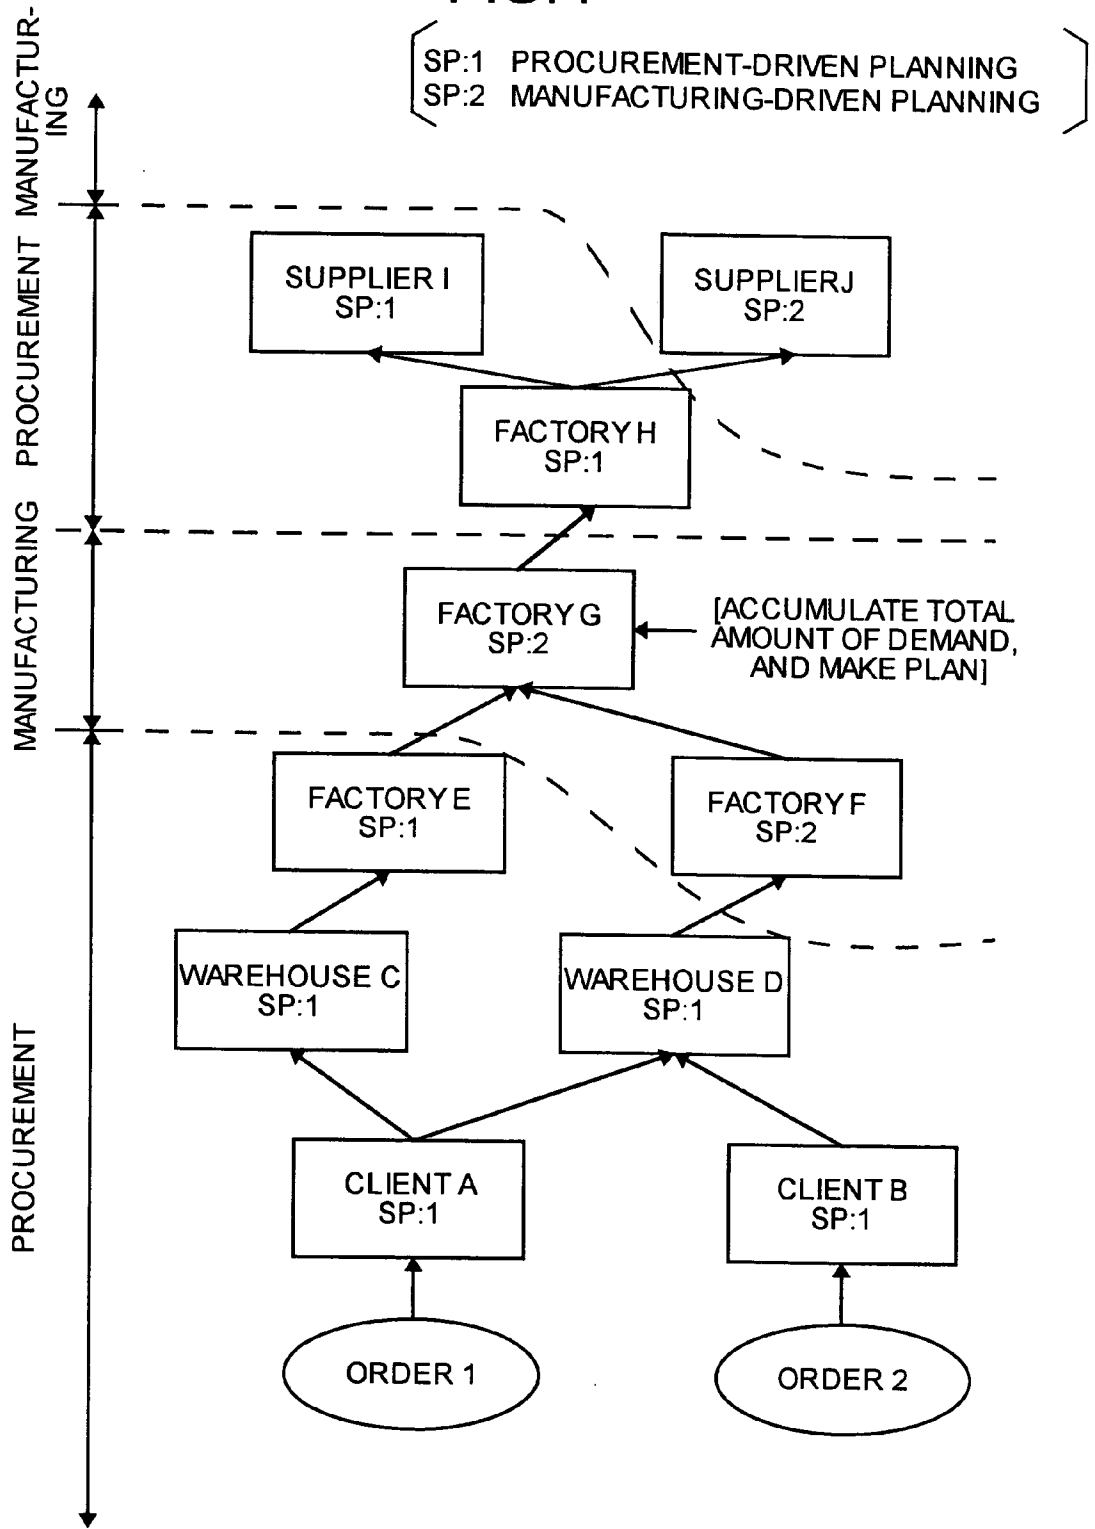 SP:1 PROCUREMENT-DRIVEN PLANNING
SP:2 MANUFACTURING-DRIVEN PLANNING
MANUFACTUR-
ING
PROCUREMENT
SUPPLIER I
SP:1
SUPPLIER J
SP:2
FACTORY H
SP:1
MANUFACTURING
FACTORY G
SP:2
[ACCUMULATE TOTAL
AMOUNT OF DEMAND,
AND MAKE PLAN]
FACTORY E
SP:1
FACTORY F
SP:2
WAREHOUSE C
SP:1
WAREHOUSE D
SP:1
PROCUREMENT
CLIENT A
SP:1
CLIENT B
SP:1
ORDER 1
ORDER 2